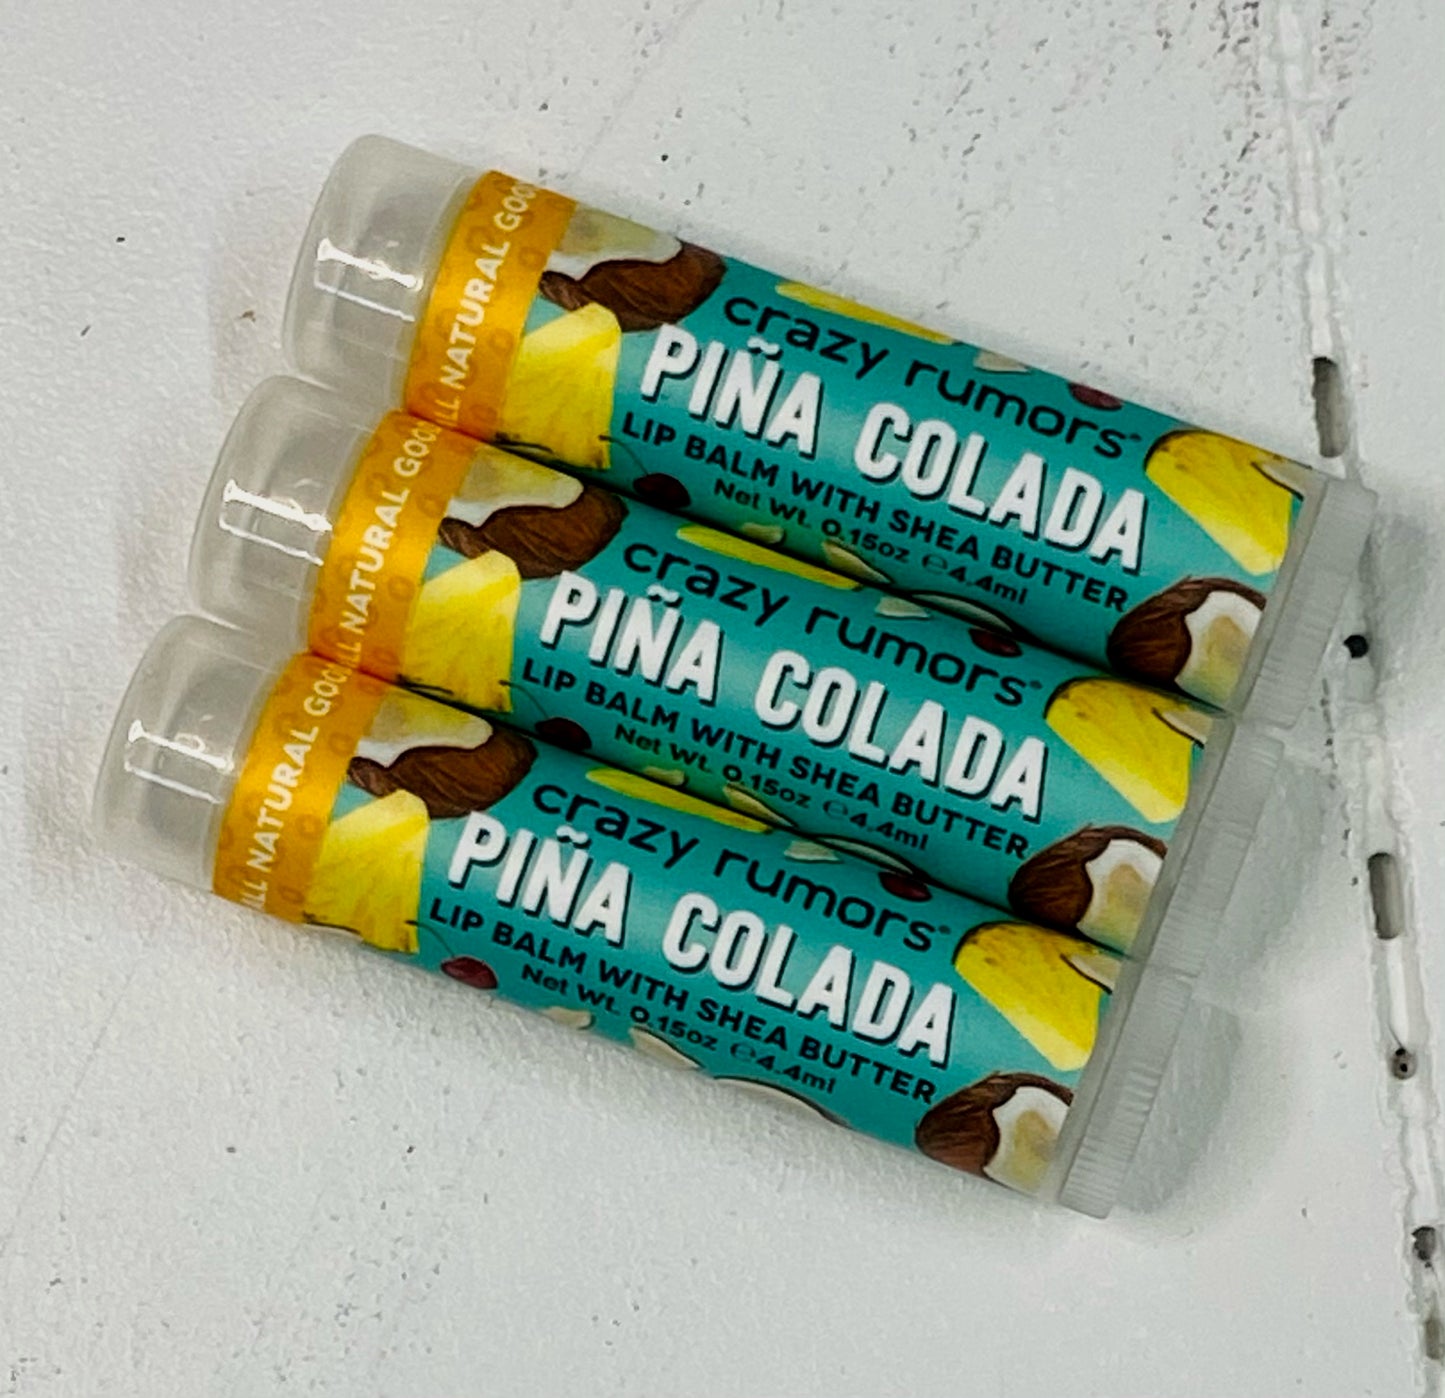 ALL NATURAL
crazy rumors®
PIÑA COLADA
LIP BALM WITH SHEA BUTTER
Net Wt. 0.15oz ℮4.4ml
ALL NATURAL
crazy rumors®
PIÑA COLADA
LIP BALM WITH SHEA BUTTER
Net Wt. 0.15oz ℮4.4ml
ALL NATURAL
crazy rumors®
PIÑA COLADA
LIP BALM WITH SHEA BUTTER
Net Wt. 0.15oz ℮4.4ml